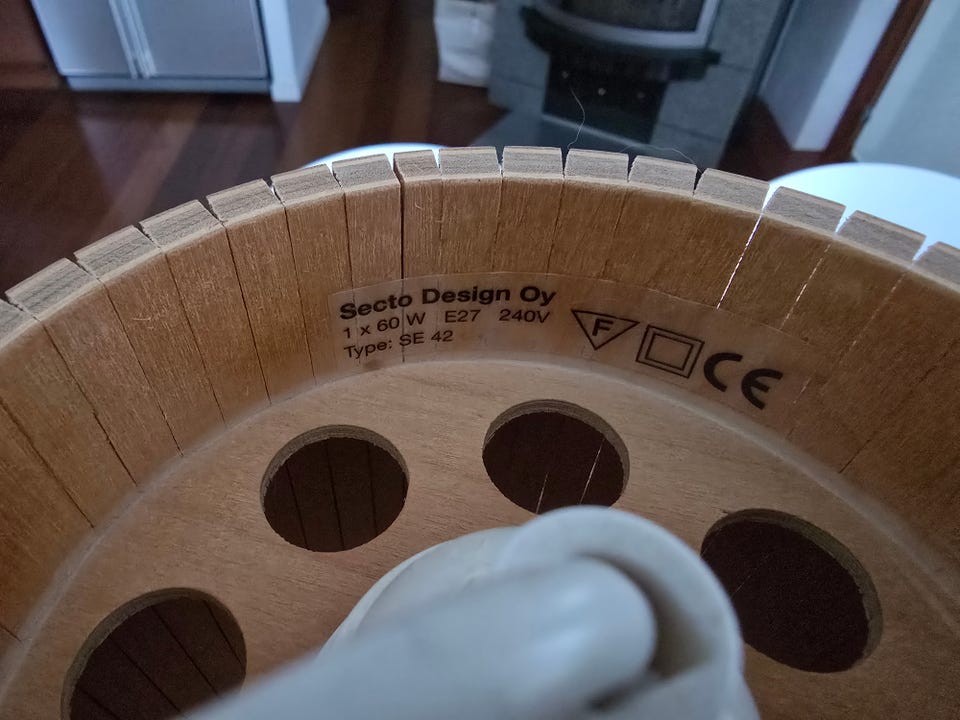 Secto Design Oy
1 x 60 W E27 240V
Type: SE 42
F
CE